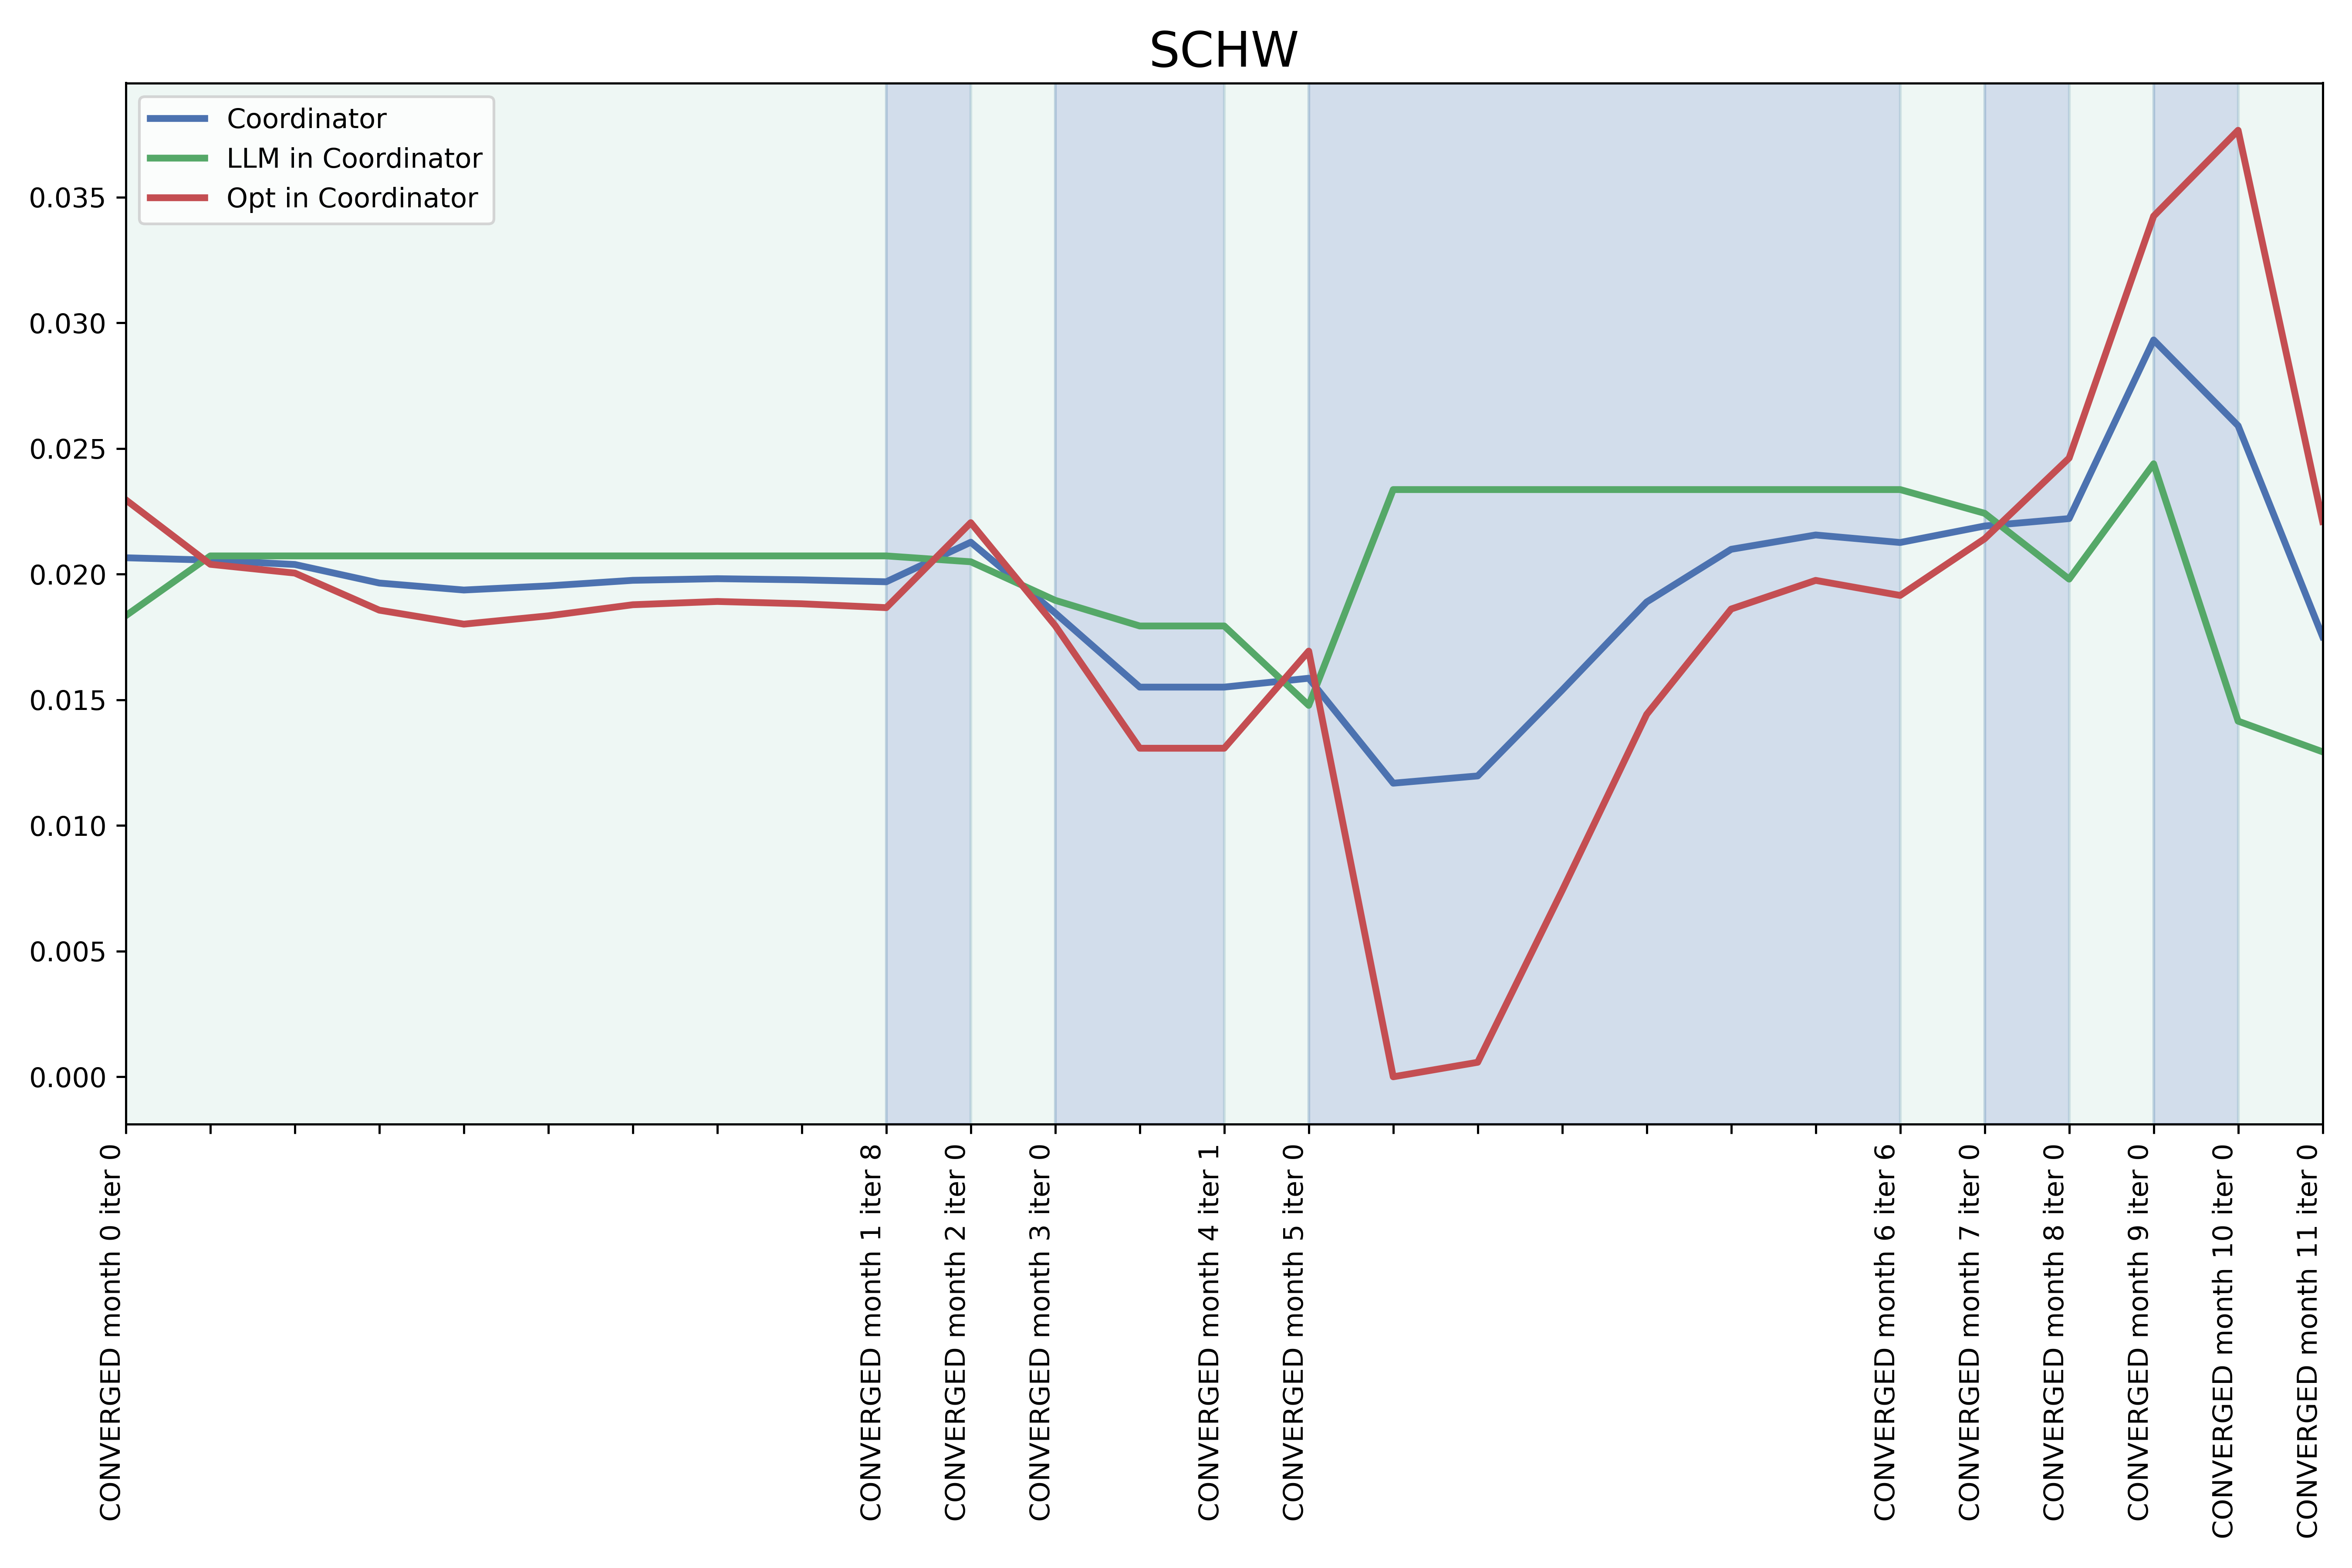 SCHW
Coordinator
LLM in Coordinator
Opt in Coordinator
0.035
0.030
0.025
0.020
0.015
0.010
0.005
0.000
CONVERGED month 0 iter 0
CONVERGED month 1 iter 8
CONVERGED month 2 iter 0
CONVERGED month 3 iter 0
CONVERGED month 4 iter 1
CONVERGED month 5 iter 0
CONVERGED month 6 iter 6
CONVERGED month 7 iter 0
CONVERGED month 8 iter 0
CONVERGED month 9 iter 0
CONVERGED month 10 iter 0
CONVERGED month 11 iter 0